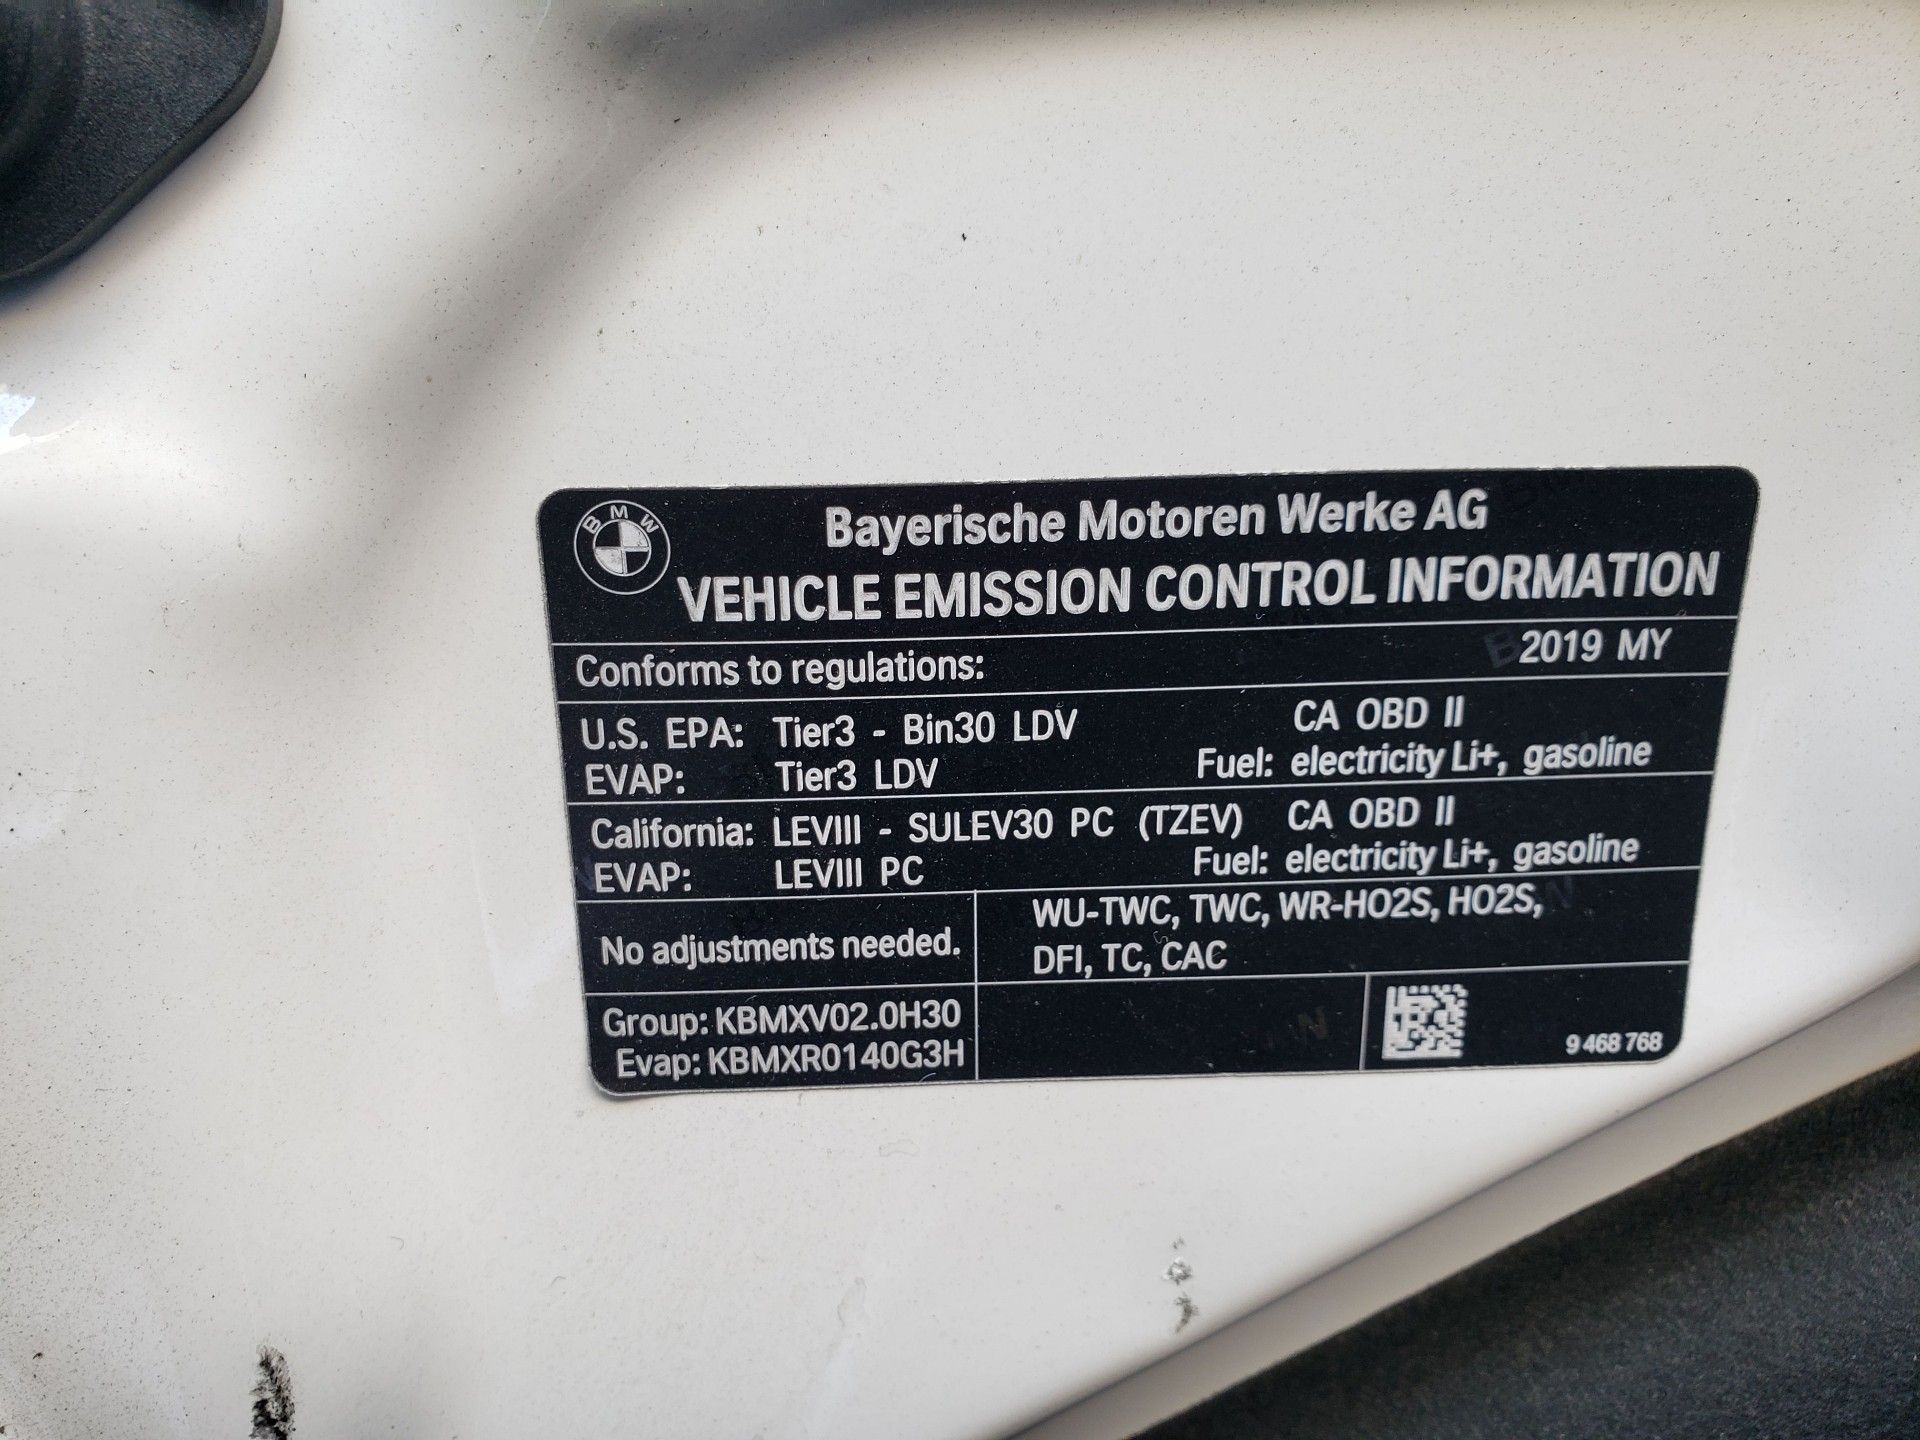 BMW
Bayerische Motoren Werke AG
VEHICLE EMISSION CONTROL INFORMATION
Conforms to regulations: 2019 MY
U.S. EPA: Tier3 - Bin30 LDV CA OBD II
EVAP: Tier3 LDV Fuel: electricity Li+, gasoline
California: LEVIII - SULEV30 PC (TZEV) CA OBD II
EVAP: LEVIII PC Fuel: electricity Li+, gasoline
No adjustments needed.
WU-TWC, TWC, WR-HO2S, HO2S,
DFI, TC, CAC
Group: KBMXV02.0H30
Evap: KBMXR0140G3H
9 468 768